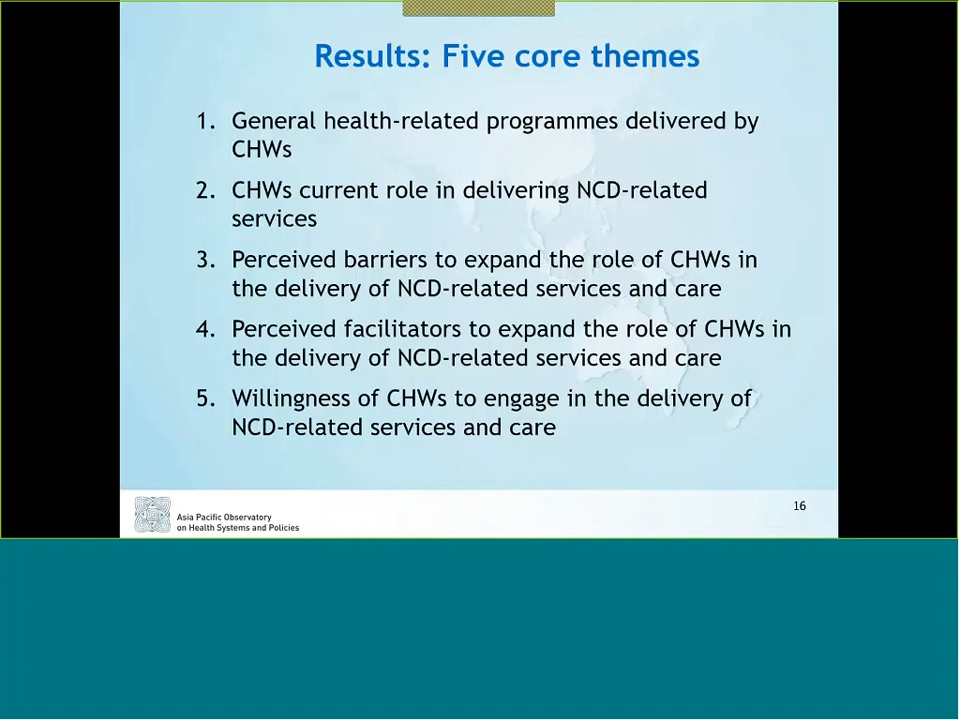 Results: Five core themes
1. General health-related programmes delivered by
CHWs
2. CHWs current role in delivering NCD-related
services
3. Perceived barriers to expand the role of CHWs in
the delivery of NCD-related services and care
4. Perceived facilitators to expand the role of CHWs in
the delivery of NCD-related services and care
5. Willingness of CHWs to engage in the delivery of
NCD-related services and care
16
Asia Pacific Observatory
on Health Systems and Policies